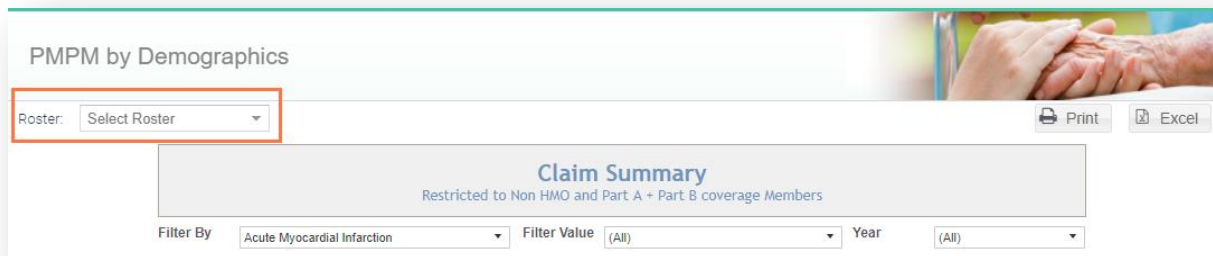 PMPM by Demographics
Roster: Select Roster Print Excel
Claim Summary
Restricted to Non HMO and Part A + Part B coverage Members
Filter By Acute Myocardial Infarction Filter Value (All) Year (All)